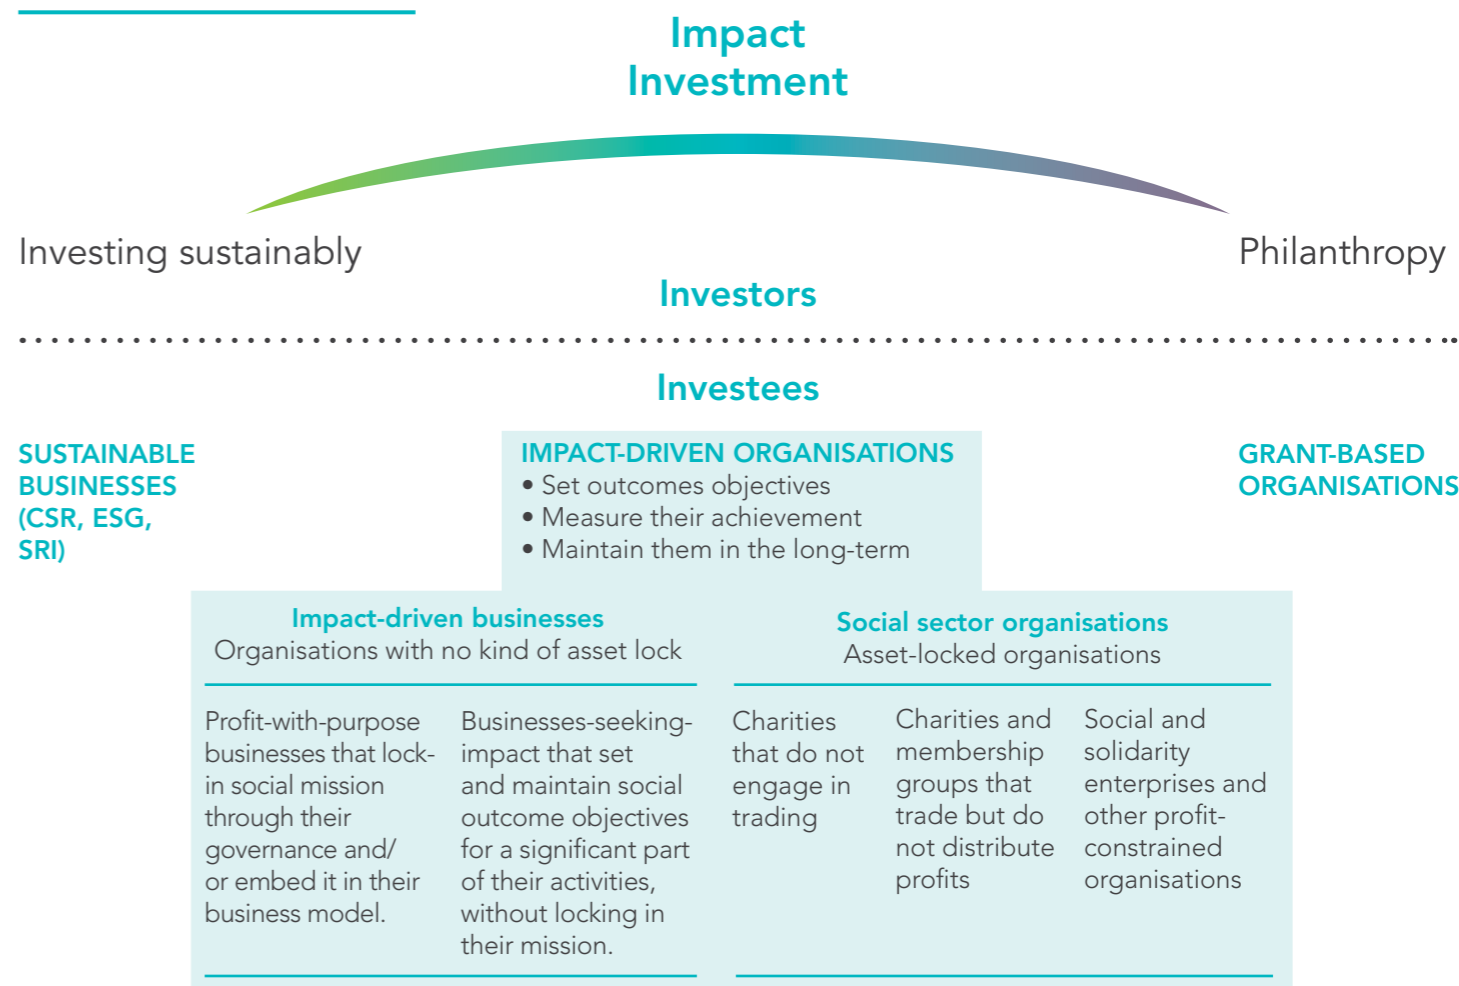 Impact
Investment
Investing sustainably
Philanthropy
Investors
Investees
SUSTAINABLE
BUSINESSES
(CSR, ESG,
SRI)
IMPACT-DRIVEN ORGANISATIONS
• Set outcomes objectives
• Measure their achievement
• Maintain them in the long-term
GRANT-BASED
ORGANISATIONS
Impact-driven businesses
Organisations with no kind of asset lock
Profit-with-purpose
businesses that lock-
in social mission
through their
governance and/
or embed it in their
business model.
Businesses-seeking-
impact that set
and maintain social
outcome objectives
for a significant part
of their activities,
without locking in
their mission.
Social sector organisations
Asset-locked organisations
Charities
that do not
engage in
trading
Charities and
membership
groups that
trade but do
not distribute
profits
Social and
solidarity
enterprises and
other profit-
constrained
organisations